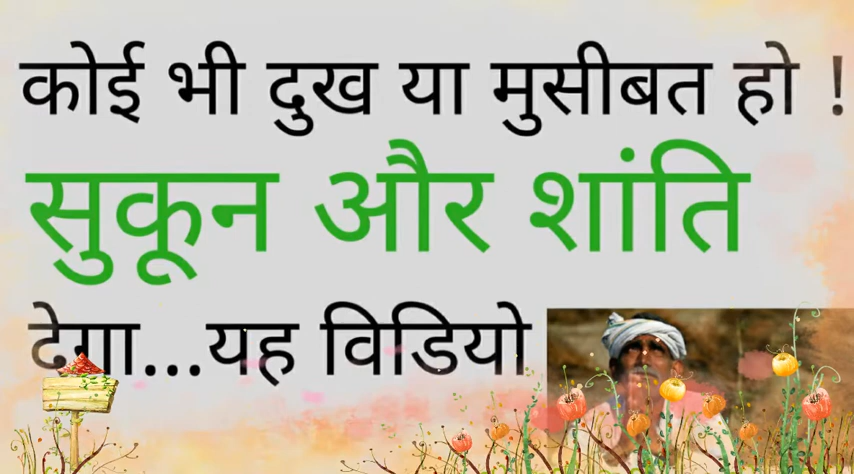 कोई भी दुख या मुसीबत हो !
सुकून और शांति
देगा...यह विडियो